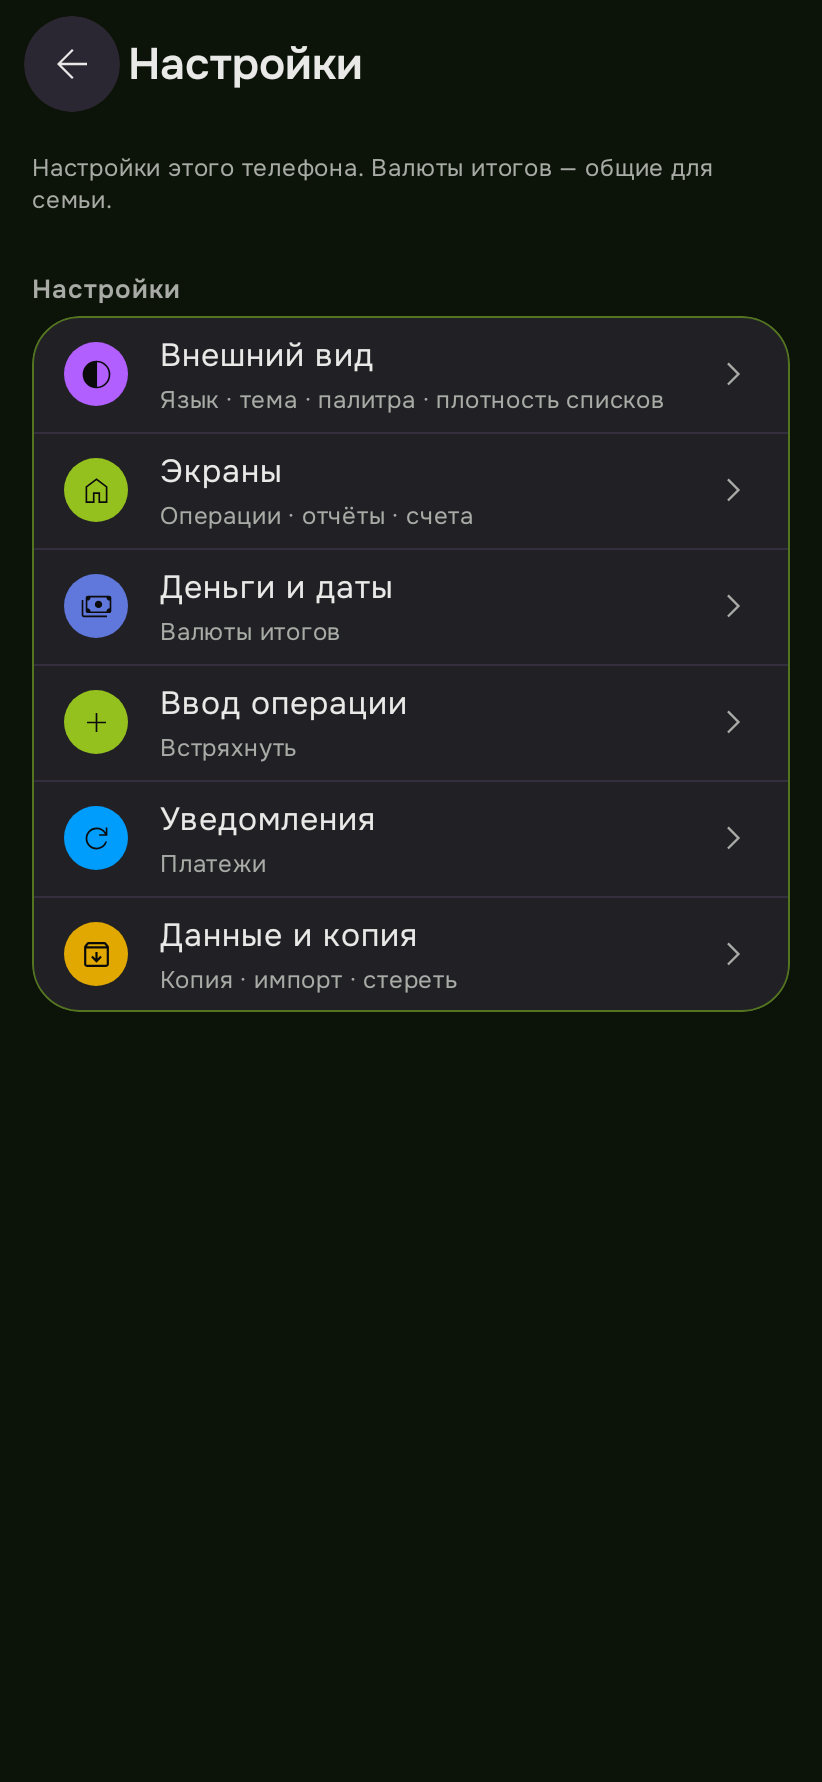 Настройки
Настройки этого телефона. Валюты итогов — общие для
семьи.
Настройки
Внешний вид
Язык · тема · палитра · плотность списков
Экраны
Операции · отчёты · счета
Деньги и даты
Валюты итогов
Ввод операции
Встряхнуть
Уведомления
Платежи
Данные и копия
Копия · импорт · стереть